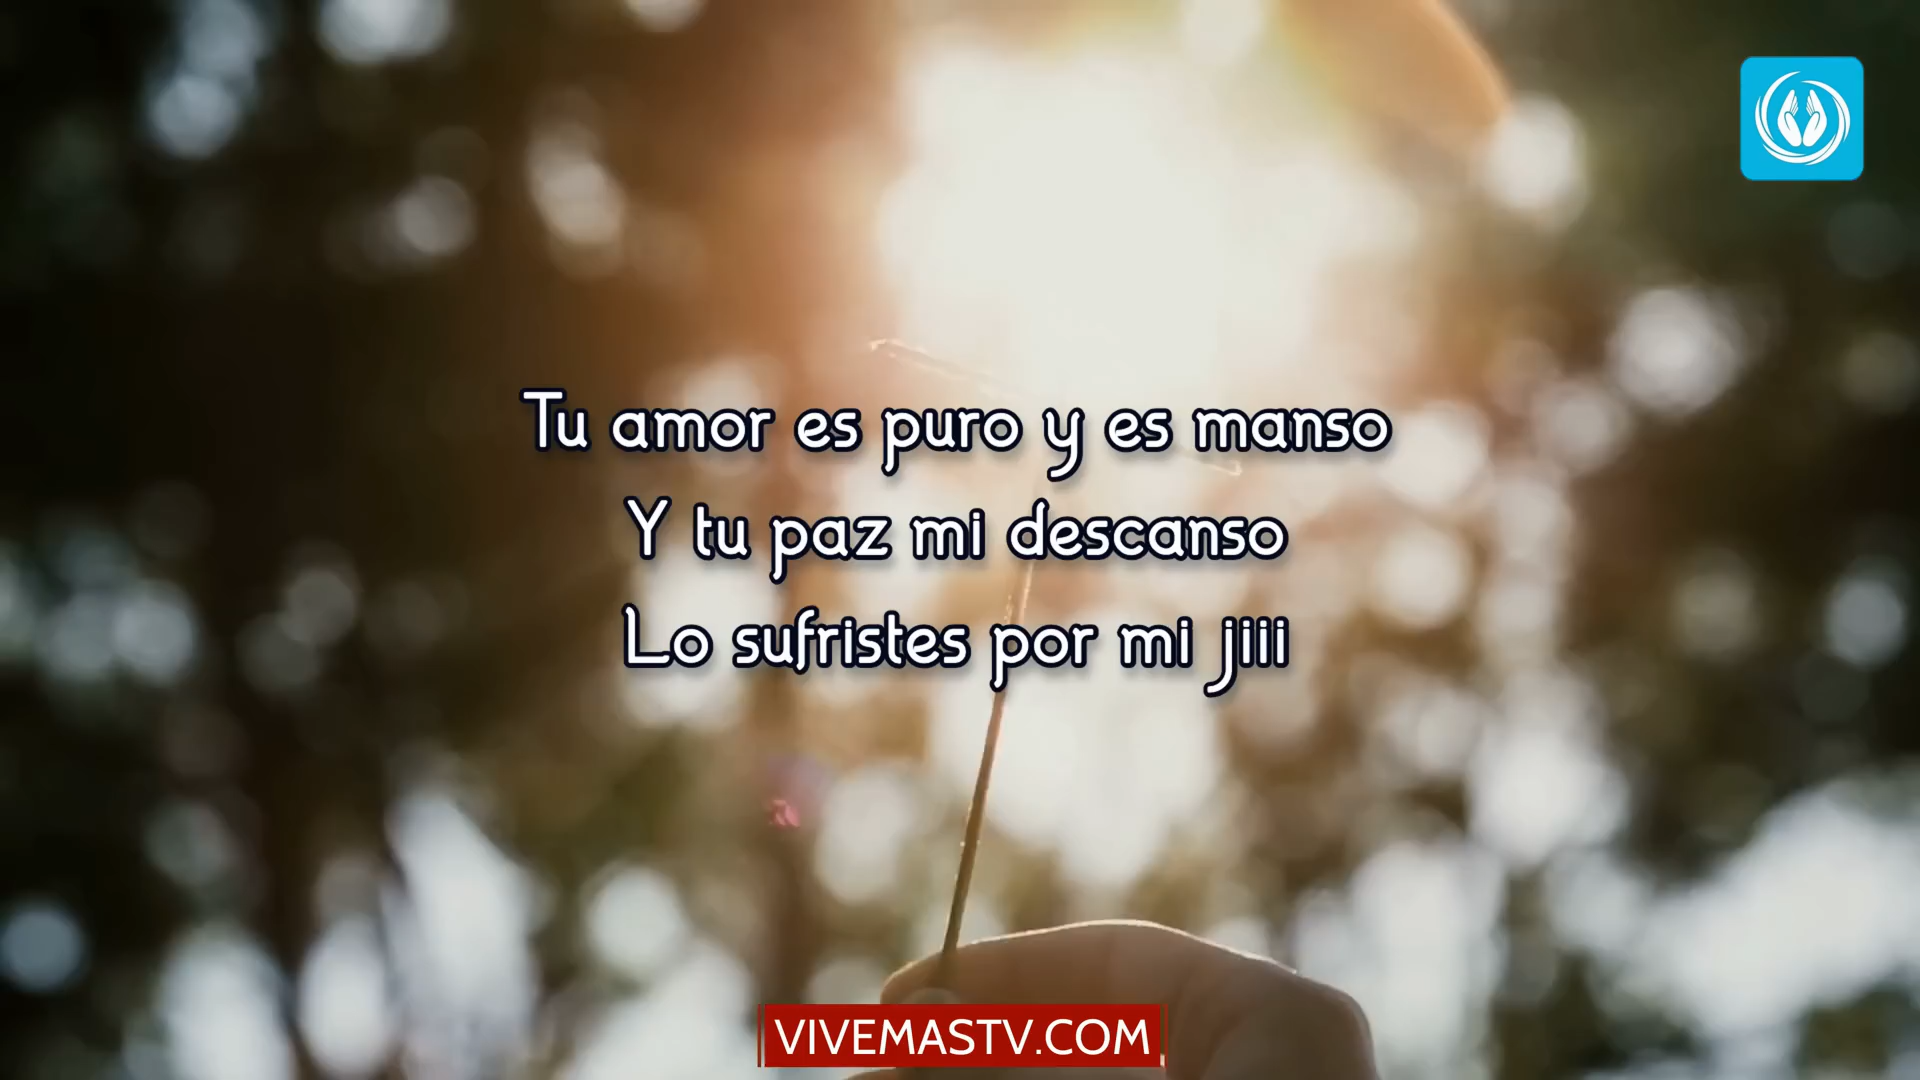 Tu amor es puro y es manso
Y tu paz mi descanso
Lo sufristes por mi jiii
VIVEMASTV.COM